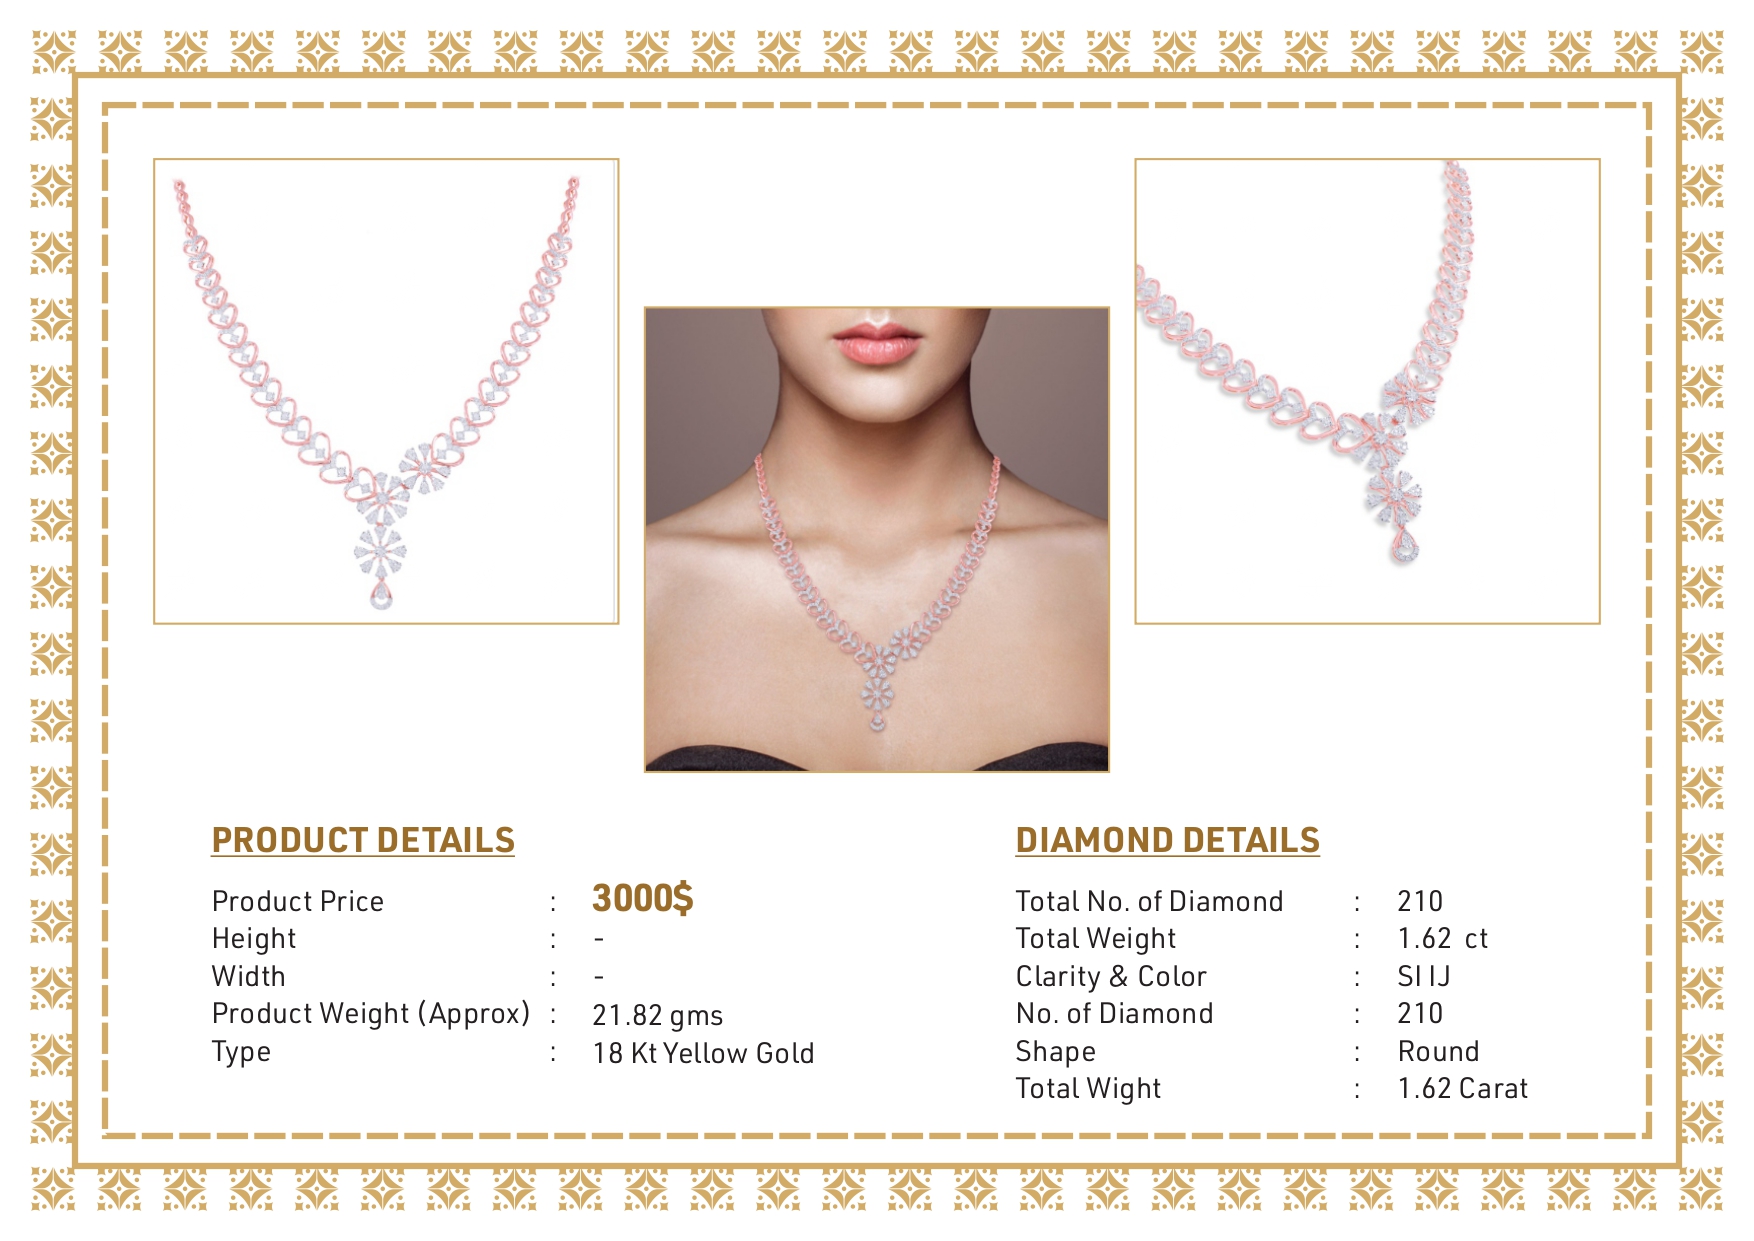 PRODUCT DETAILS
Product Price : 3000$
Height : -
Width : -
Product Weight (Approx) : 21.82 gms
Type : 18 Kt Yellow Gold
DIAMOND DETAILS
Total No. of Diamond : 210
Total Weight : 1.62 ct
Clarity & Color : SI IJ
No. of Diamond : 210
Shape : Round
Total Wight : 1.62 Carat